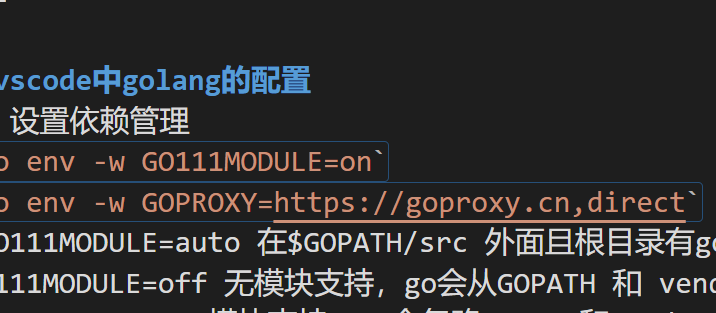 vscode中golang的配置
设置依赖管理
o env -w GO111MODULE=on`
o env -w GOPROXY=https://goproxy.cn,direct`
O111MODULE=auto 在$GOPATH/src 外面且根目录有go
111MODULE=off 无模块支持, go会从GOPATH 和 vend